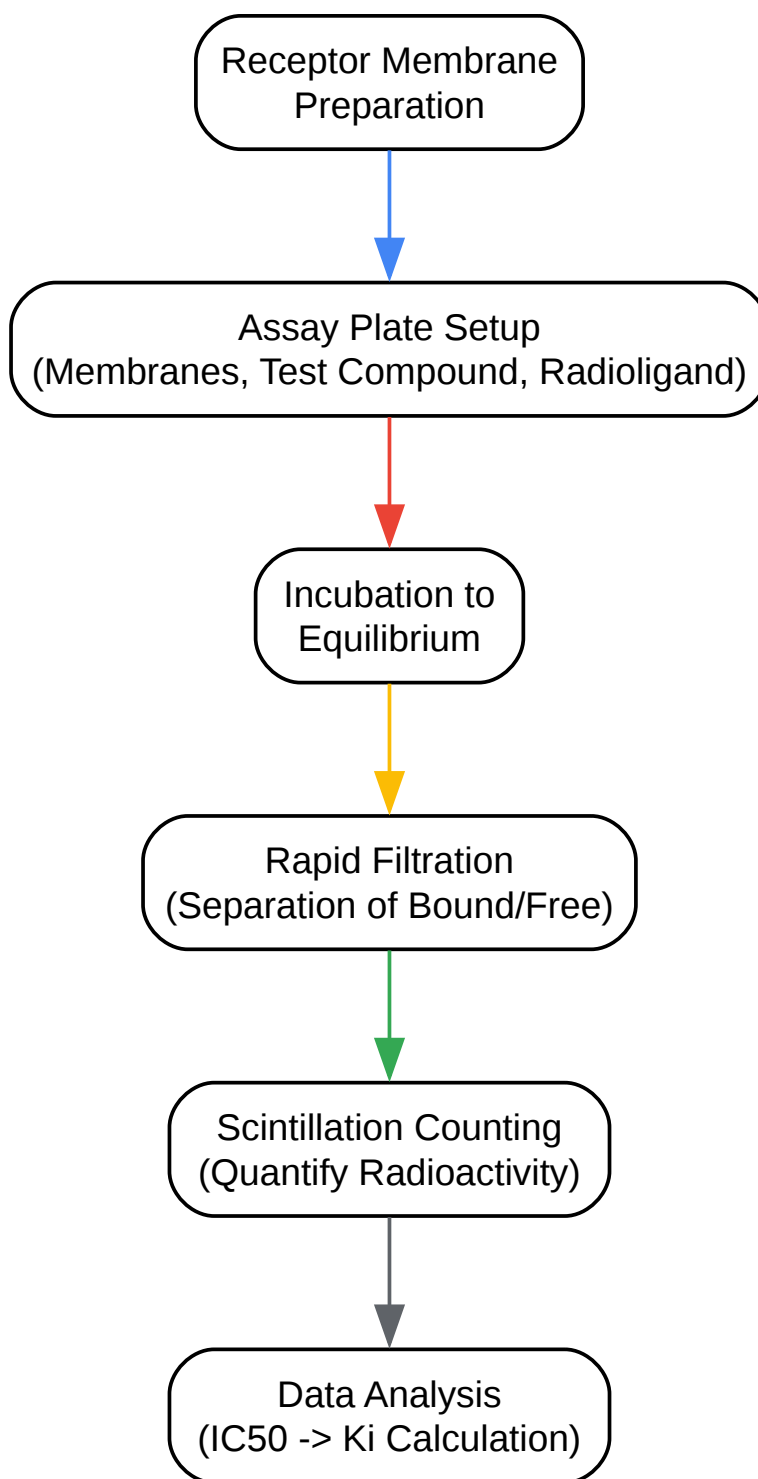 Receptor Membrane
Preparation
Assay Plate Setup
(Membranes, Test Compound, Radioligand)
Incubation to
Equilibrium
Rapid Filtration
(Separation of Bound/Free)
Scintillation Counting
(Quantify Radioactivity)
Data Analysis
(IC50 -> Ki Calculation)